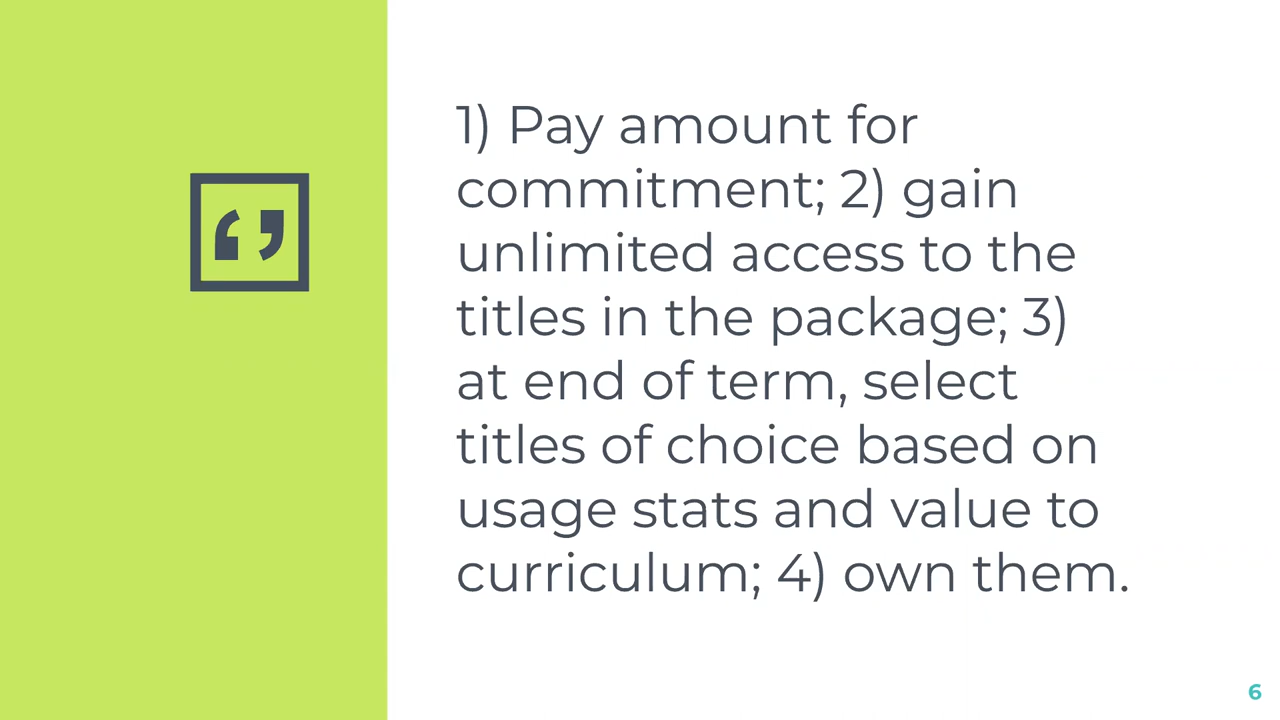 1) Pay amount for
commitment; 2) gain
unlimited access to the
titles in the package; 3)
at end of term, select
titles of choice based on
usage stats and value to
curriculum; 4) own them.
6